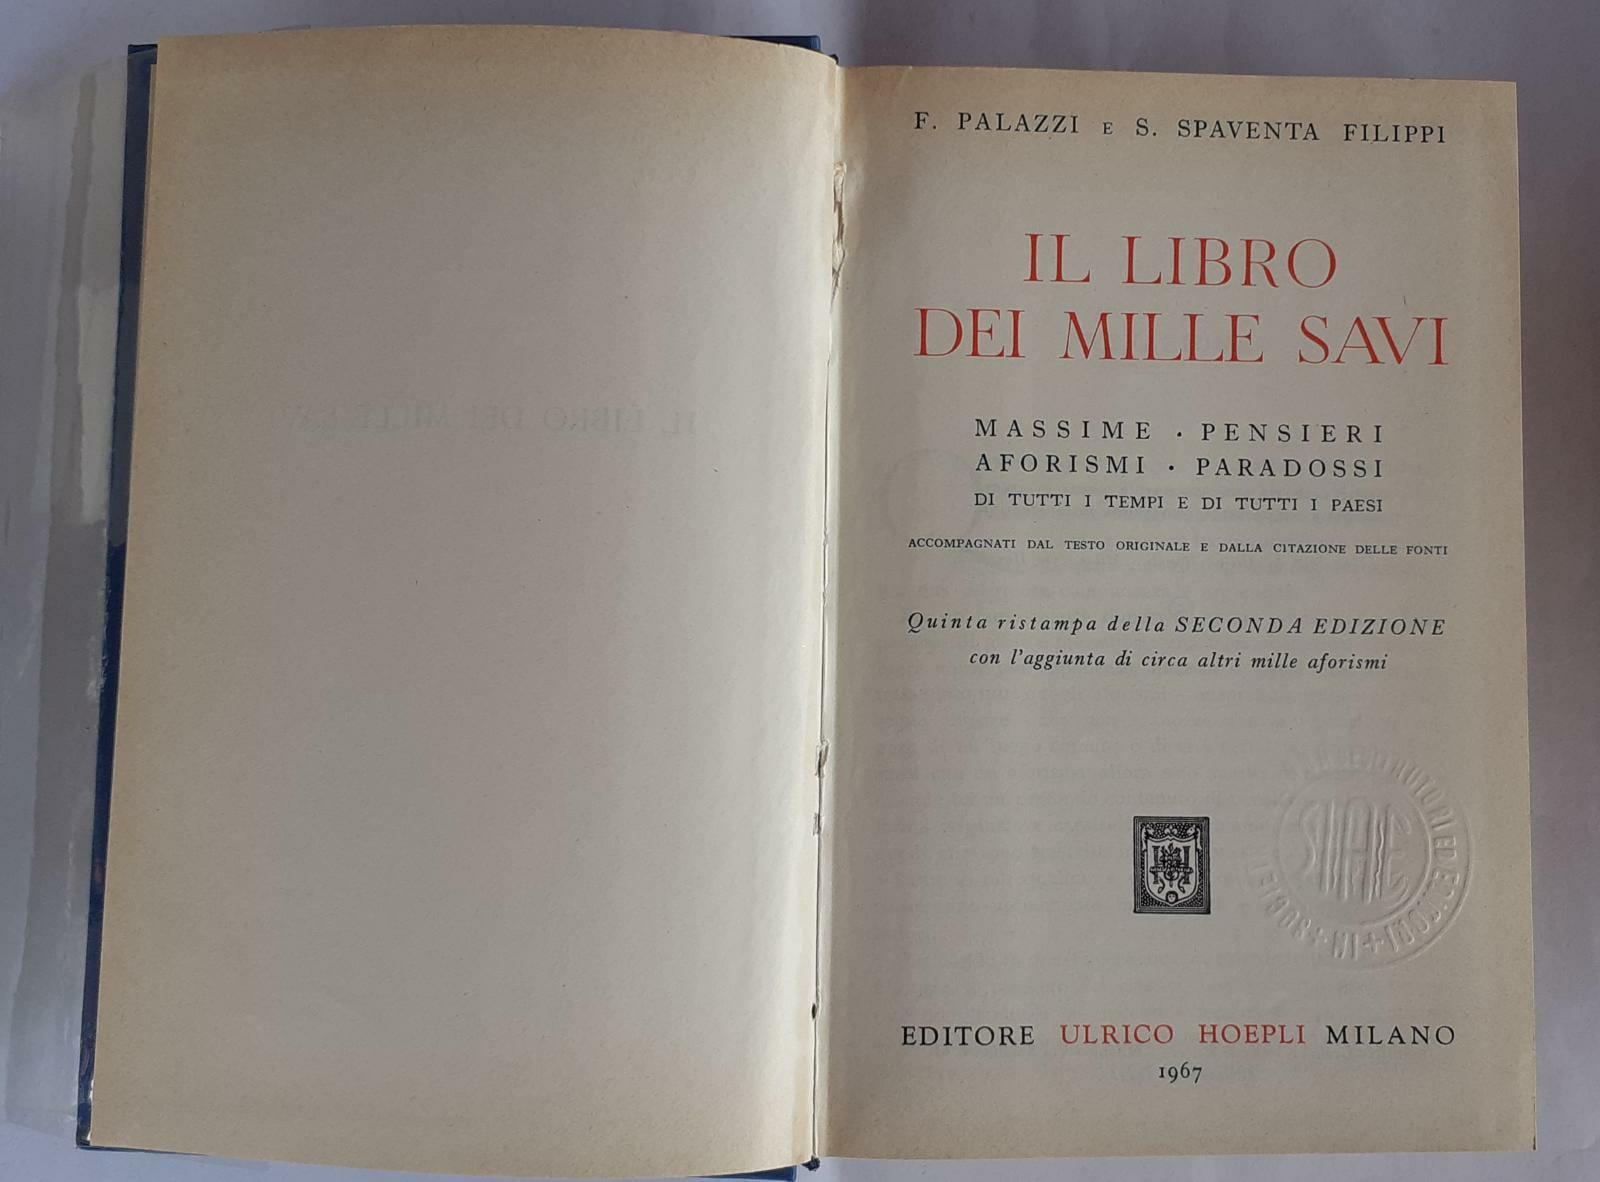 F. PALAZZI E S. SPAVENTA FILIPPI
IL LIBRO
DEI MILLE SAVI
MASSIME · PENSIERI
AFORISMI · PARADOSSI
DI TUTTI I TEMPI E DI TUTTI I PAESI
ACCOMPAGNATI DAL TESTO ORIGINALE E DALLA CITAZIONE DELLE FONTI
Quinta ristampa della SECONDA EDIZIONE
con l'aggiunta di circa altri mille aforismi
SIAE
EDITORE ULRICO HOEPLI MILANO
1967